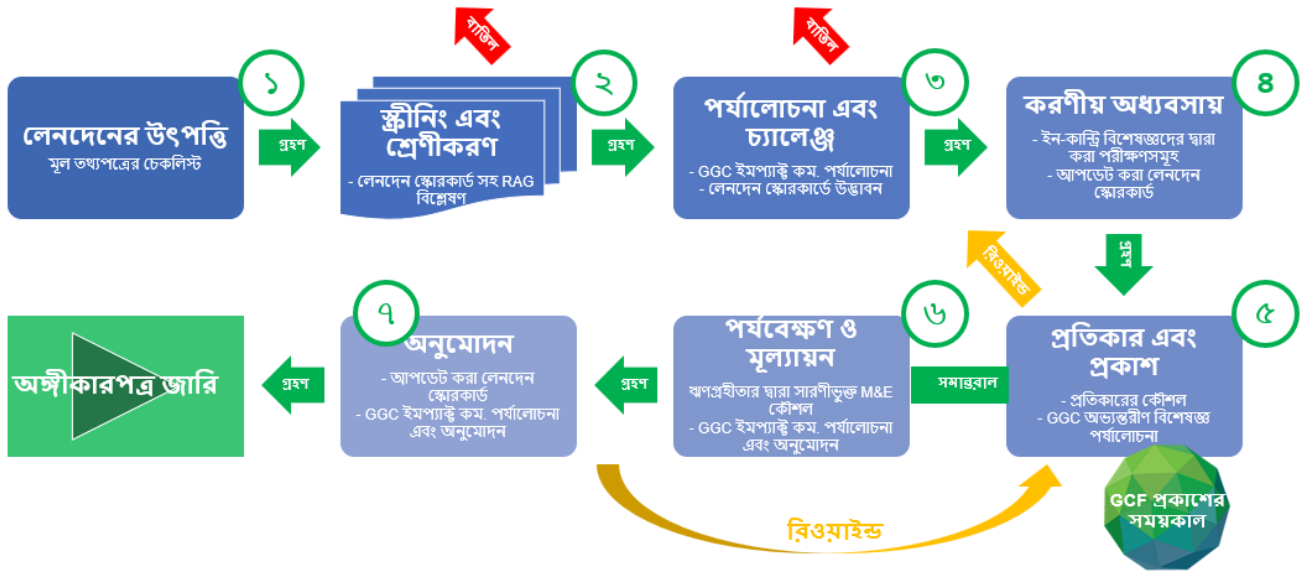 বাতিল
বাতিল
১
লেনদেনের উৎপত্তি
মূল তথ্যপত্রের চেকলিস্ট
গ্রহণ
২
স্ক্রীনিং এবং
শ্রেণীকরণ
- লেনদেন স্কোরকার্ড সহ RAG
বিশ্লেষণ
গ্রহণ
৩
পর্যালোচনা এবং
চ্যালেঞ্জ
- GGC ইমপ্যাক্ট কম. পর্যালোচনা
- লেনদেন স্কোরকার্ডে উদ্ভাবন
গ্রহণ
৪
করণীয় অধ্যবসায়
- ইন-কান্ট্রি বিশেষজ্ঞদের দ্বারা
করা পরীক্ষণসমূহ
- আপডেট করা লেনদেন
স্কোরকার্ড
গ্রহণ
রিওয়াইন্ড
৫
প্রতিকার এবং
প্রকাশ
- প্রতিকারের কৌশল
- GGC অভ্যন্তরীণ বিশেষজ্ঞ
পর্যালোচনা
GCF প্রকাশের
সময়কাল
সমান্তরাল
৬
পর্যবেক্ষণ ও
মূল্যায়ন
ঋণগ্রহীতার দ্বারা সারণীভুক্ত M&E
কৌশল
- GGC ইমপ্যাক্ট কম. পর্যালোচনা
এবং অনুমোদন
গ্রহণ
৭
অনুমোদন
- আপডেট করা লেনদেন
স্কোরকার্ড
- GGC ইমপ্যাক্ট কম. পর্যালোচনা
এবং অনুমোদন
গ্রহণ
অঙ্গীকারপত্র জারি
রিওয়াইন্ড